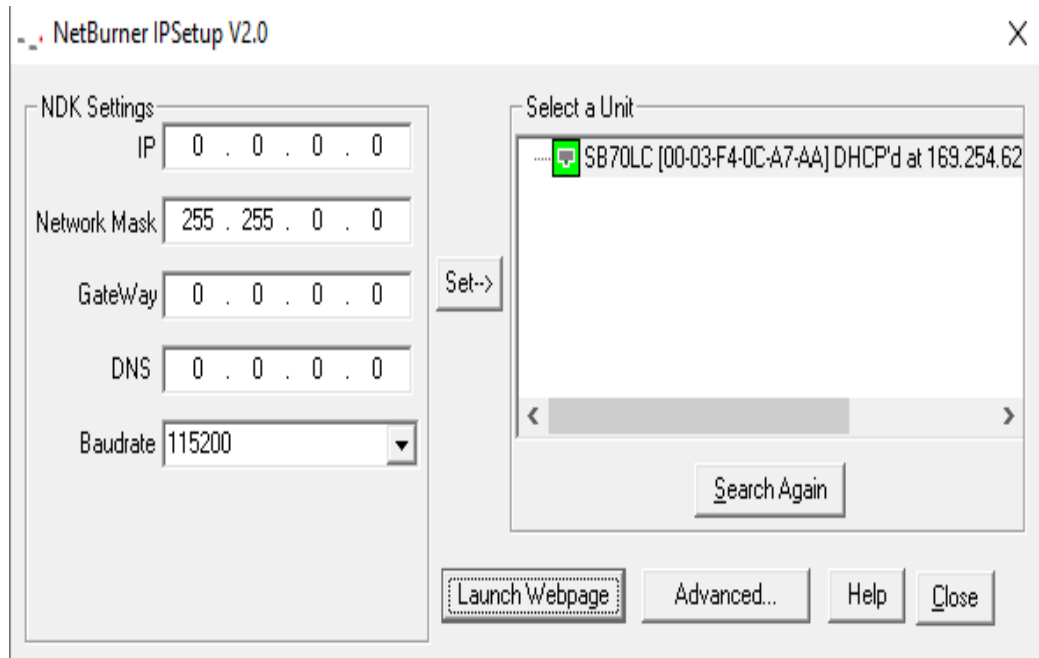 NetBurner IPSetup V2.0
NDK Settings
IP 0 . 0 . 0 . 0
Network Mask 255 . 255 . 0 . 0
GateWay 0 . 0 . 0 . 0
DNS 0 . 0 . 0 . 0
Baudrate 115200
Set-->
Select a Unit
SB70LC [00-03-F4-0C-A7-AA] DHCP'd at 169.254.62
Search Again
Launch Webpage
Advanced...
Help
Close